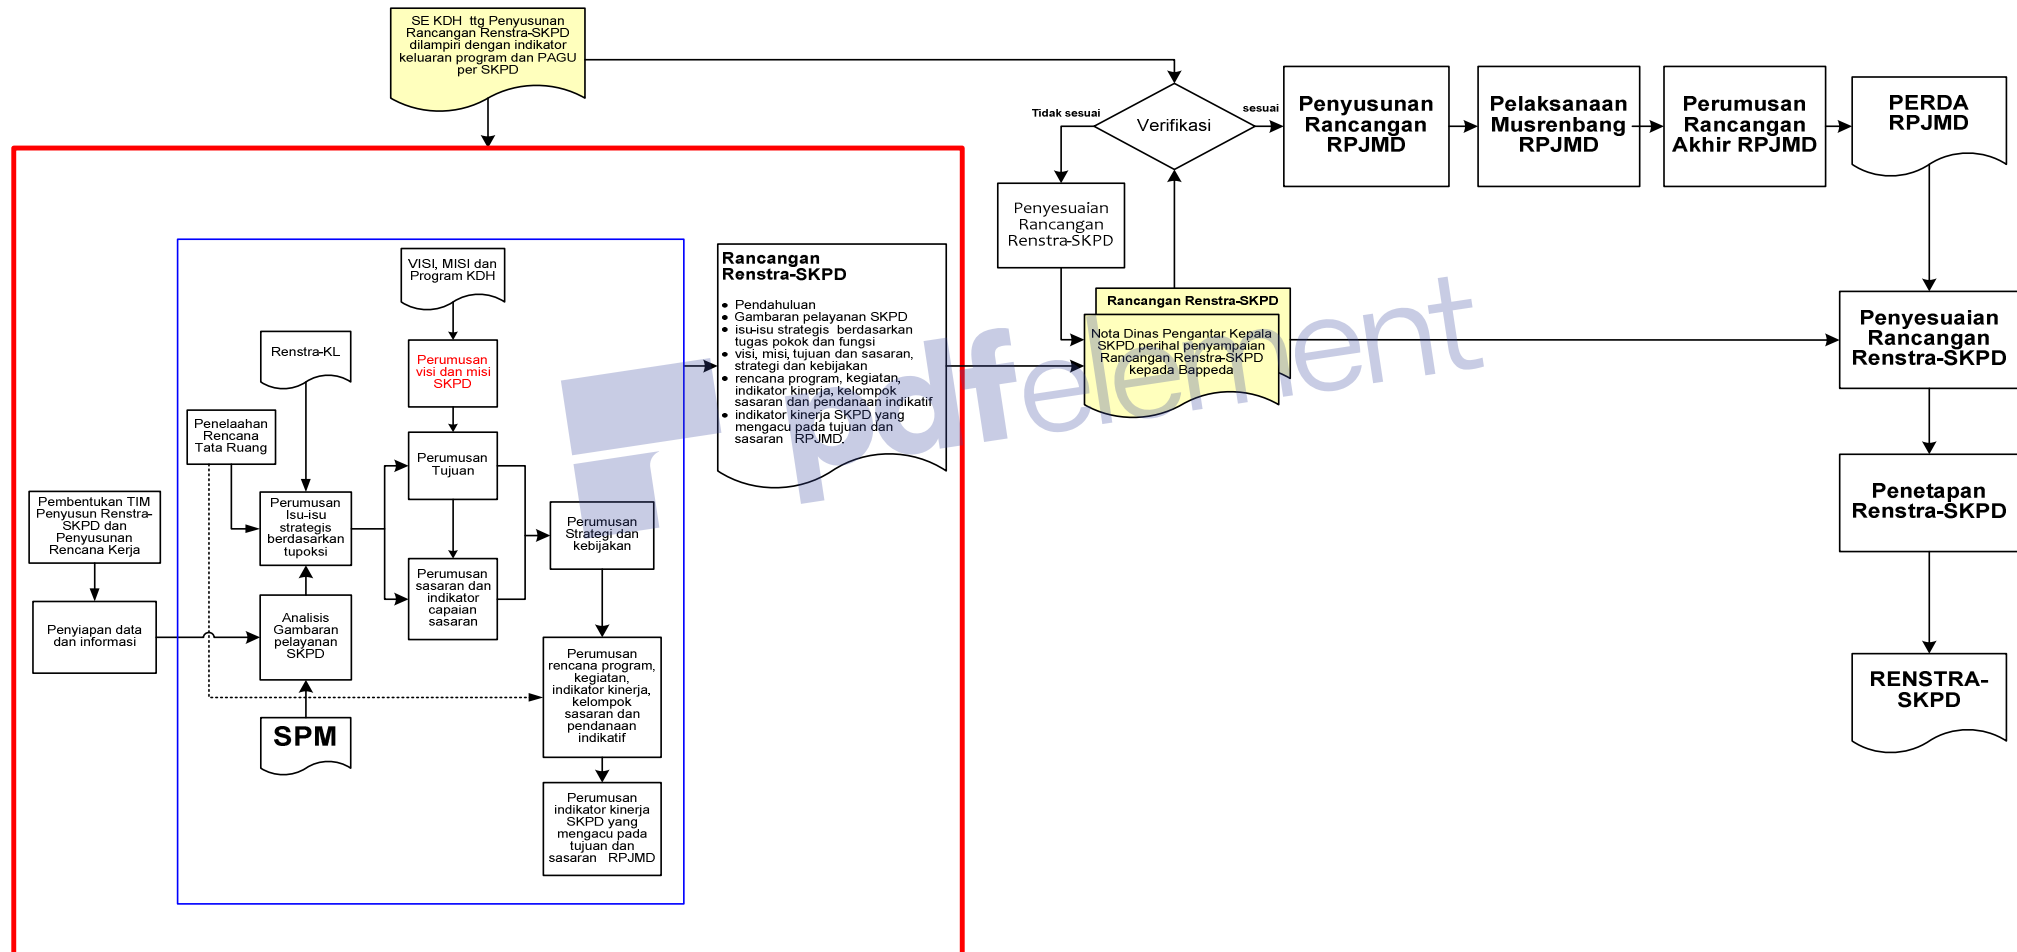 SE KDH ttg Penyusunan
Rancangan Renstra-SKPD
dilampiri dengan indikator
keluaran program dan PAGU
per SKPD
Tidak sesuai
Verifikasi
sesuai
Penyusunan
Rancangan
RPJMD
Pelaksanaan
Musrenbang
RPJMD
Perumusan
Rancangan
Akhir RPJMD
PERDA
RPJMD
Penyesuaian
Rancangan
Renstra-SKPD
VISI, MISI dan
Program KDH
Renstra-KL
Perumusan
visi dan misi
SKPD
Penelaahan
Rencana
Tata Ruang
Perumusan
Tujuan
Pembentukan TIM
Penyusun Renstra-
SKPD dan
Penyusunan
Rencana Kerja
Perumusan
Isu-isu
strategis
berdasarkan
tupoksi
Perumusan
Strategi dan
kebijakan
Perumusan
sasaran dan
indikator
capaian
sasaran
Penyiapan data
dan informasi
Analisis
Gambaran
pelayanan
SKPD
SPM
Perumusan
rencana program,
kegiatan,
indikator kinerja,
kelompok
sasaran dan
pendanaan
indikatif
Perumusan
indikator kinerja
SKPD yang
mengacu pada
tujuan dan
sasaran RPJMD
Rancangan
Renstra-SKPD
• Pendahuluan
• Gambaran pelayanan SKPD
• isu-isu strategis berdasarkan
tugas pokok dan fungsi
• visi, misi, tujuan dan sasaran,
strategi dan kebijakan
• rencana program, kegiatan,
indikator kinerja, kelompok
sasaran dan pendanaan indikatif
• indikator kinerja SKPD yang
mengacu pada tujuan dan
sasaran RPJMD.
Rancangan Renstra-SKPD
Nota Dinas Pengantar Kepala
SKPD perihal penyampaian
Rancangan Renstra-SKPD
kepada Bappeda
Penyesuaian
Rancangan
Renstra-SKPD
Penetapan
Renstra-SKPD
RENSTRA-
SKPD
pdfelement